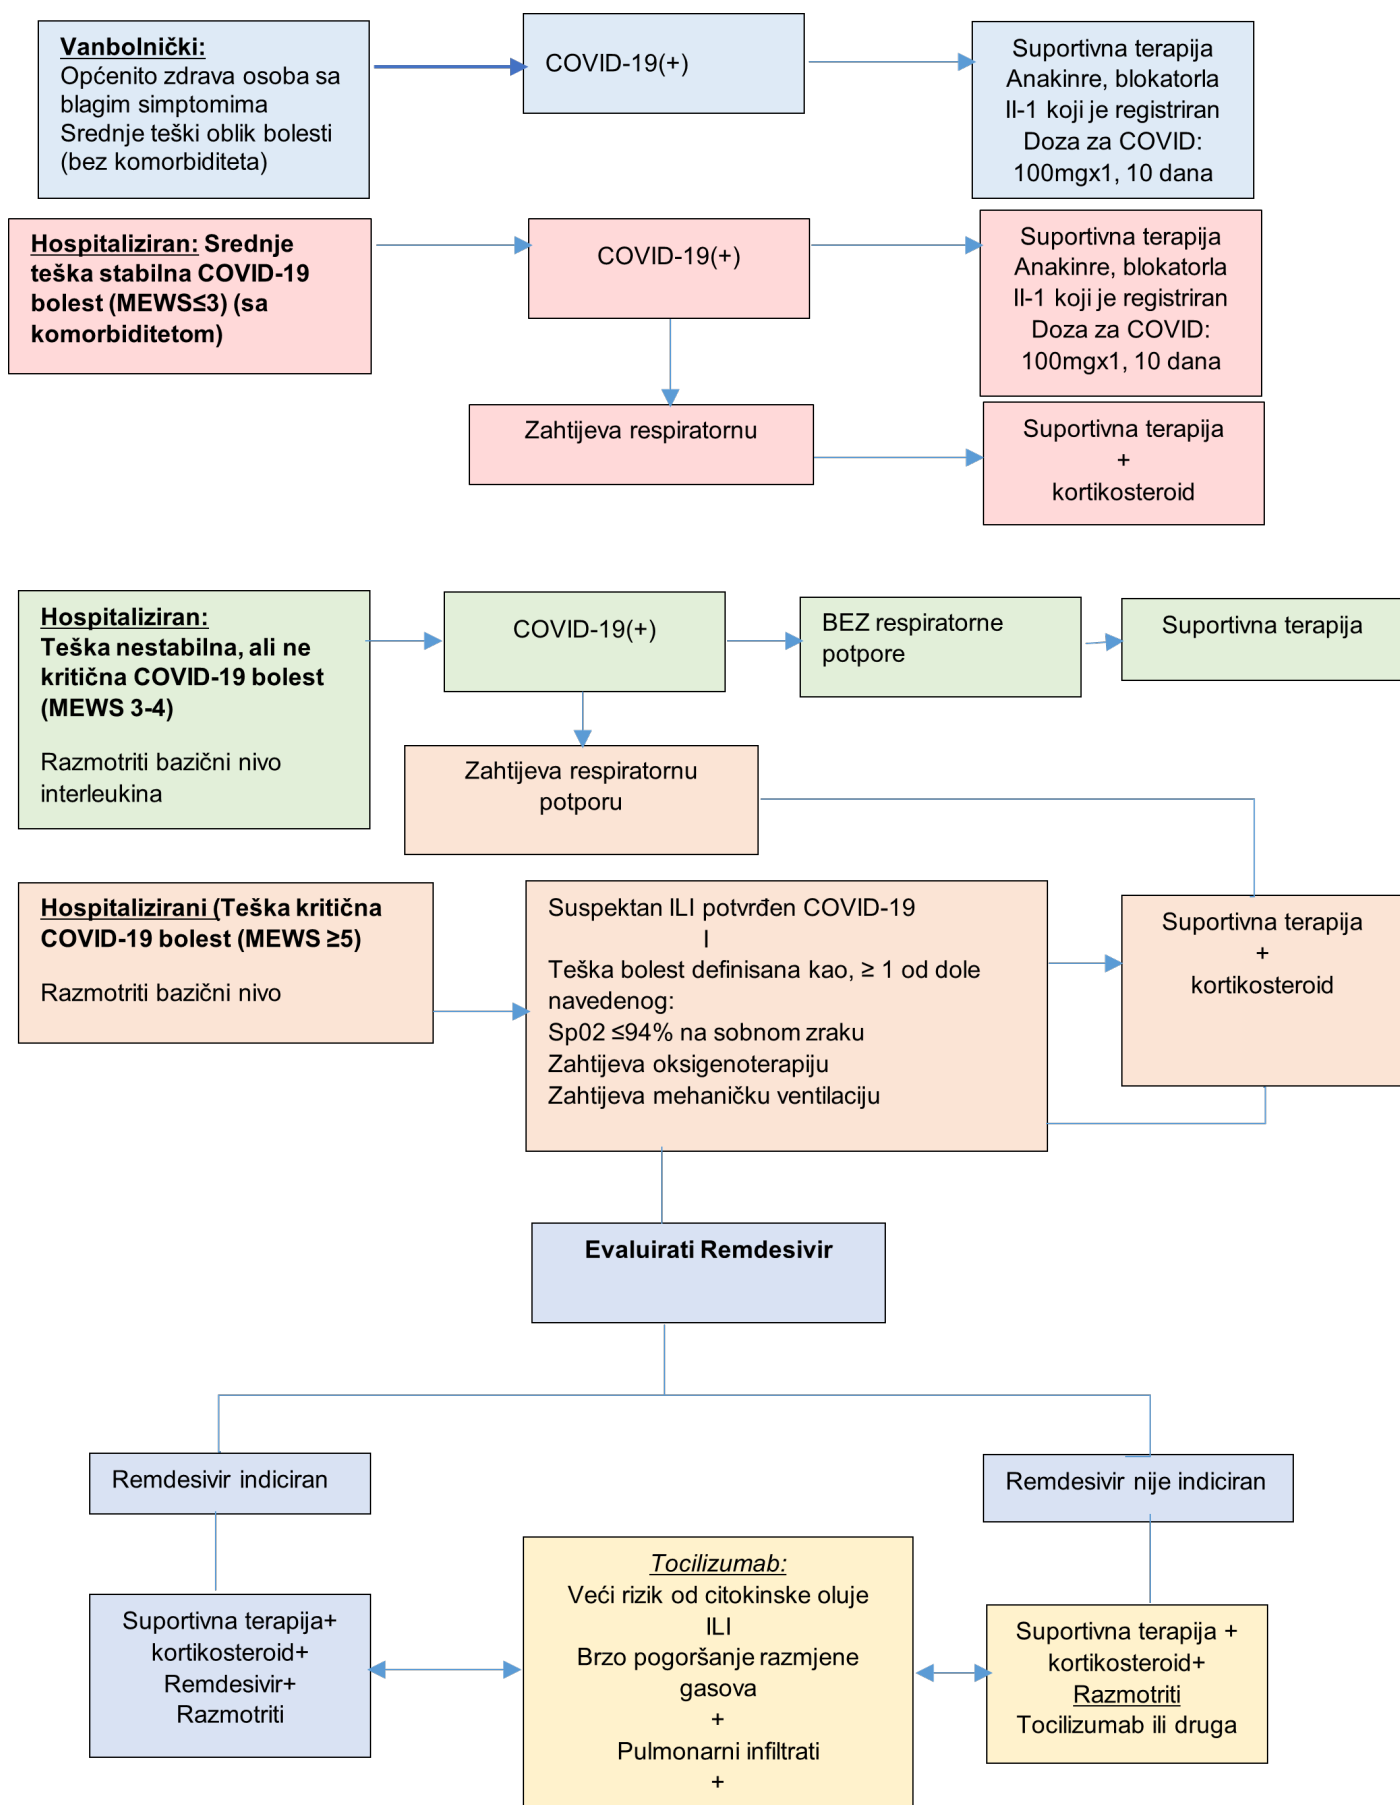 Vanbolnički:
Općenito zdrava osoba sa
blagim simptomima
Srednje teški oblik bolesti
(bez komorbiditeta)
COVID-19(+)
Suportivna terapija
Anakinre, blokatorla
Il-1 koji je registriran
Doza za COVID:
100mgx1, 10 dana
Hospitaliziran: Srednje
teška stabilna COVID-19
bolest (MEWS≤3) (sa
komorbiditetom)
COVID-19(+)
Suportivna terapija
Anakinre, blokatorla
Il-1 koji je registriran
Doza za COVID:
100mgx1, 10 dana
Zahtijeva respiratornu
Suportivna terapija
+
kortikosteroid
Hospitaliziran:
Teška nestabilna, ali ne
kritična COVID-19 bolest
(MEWS 3-4)
Razmotriti bazični nivo
interleukina
COVID-19(+)
BEZ respiratorne
potpore
Suportivna terapija
Zahtijeva respiratornu
potporu
Hospitalizirani (Teška kritična
COVID-19 bolest (MEWS ≥5)
Razmotriti bazični nivo
Suspektan ILI potvrđen COVID-19
I
Teška bolest definisana kao, ≥ 1 od dole
navedenog:
Sp02 ≤94% na sobnom zraku
Zahtijeva oksigenoterapiju
Zahtijeva mehaničku ventilaciju
Suportivna terapija
+
kortikosteroid
Evaluirati Remdesivir
Remdesivir indiciran
Remdesivir nije indiciran
Suportivna terapija+
kortikosteroid+
Remdesivir+
Razmotriti
Tocilizumab:
Veći rizik od citokinske oluje
ILI
Brzo pogoršanje razmjene
gasova
+
Pulmonarni infiltrati
+
Suportivna terapija +
kortikosteroid+
Razmotriti
Tocilizumab ili druga